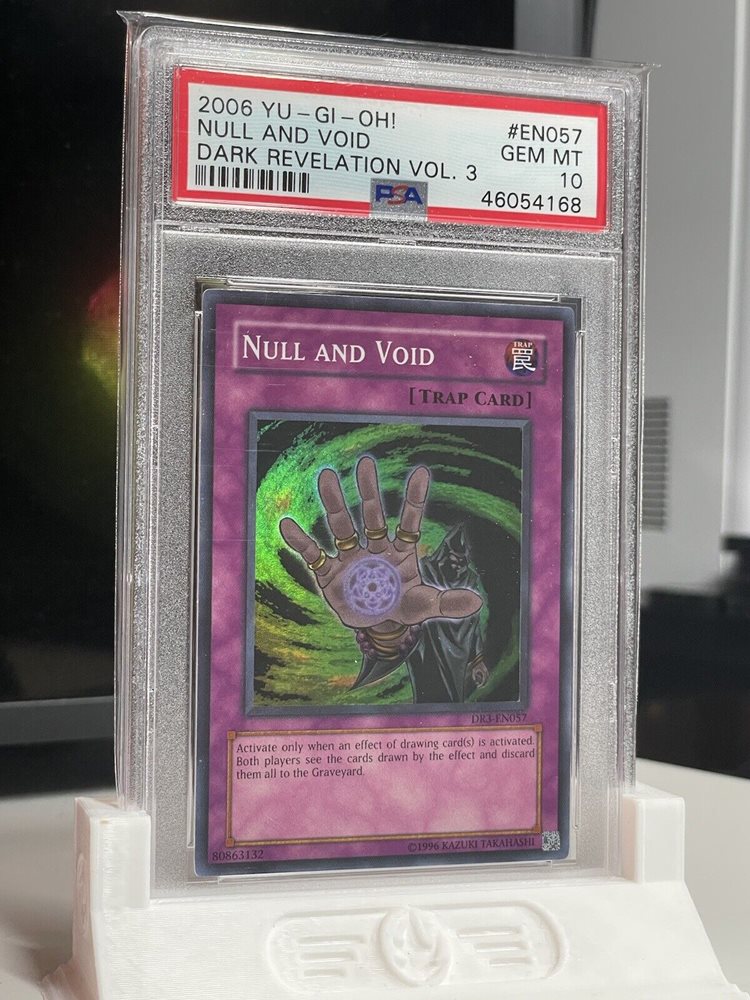 2006 YU-GI-OH! #EN057
NULL AND VOID GEM MT
DARK REVELATION VOL. 3 10
PSA 46054168
NULL AND VOID
TRAP
罠
[TRAP CARD]
DR3-EN057
Activate only when an effect of drawing card(s) is activated.
Both players see the cards drawn by the effect and discard
them all to the Graveyard.
80863132 ©1996 KAZUKI TAKAHASHI